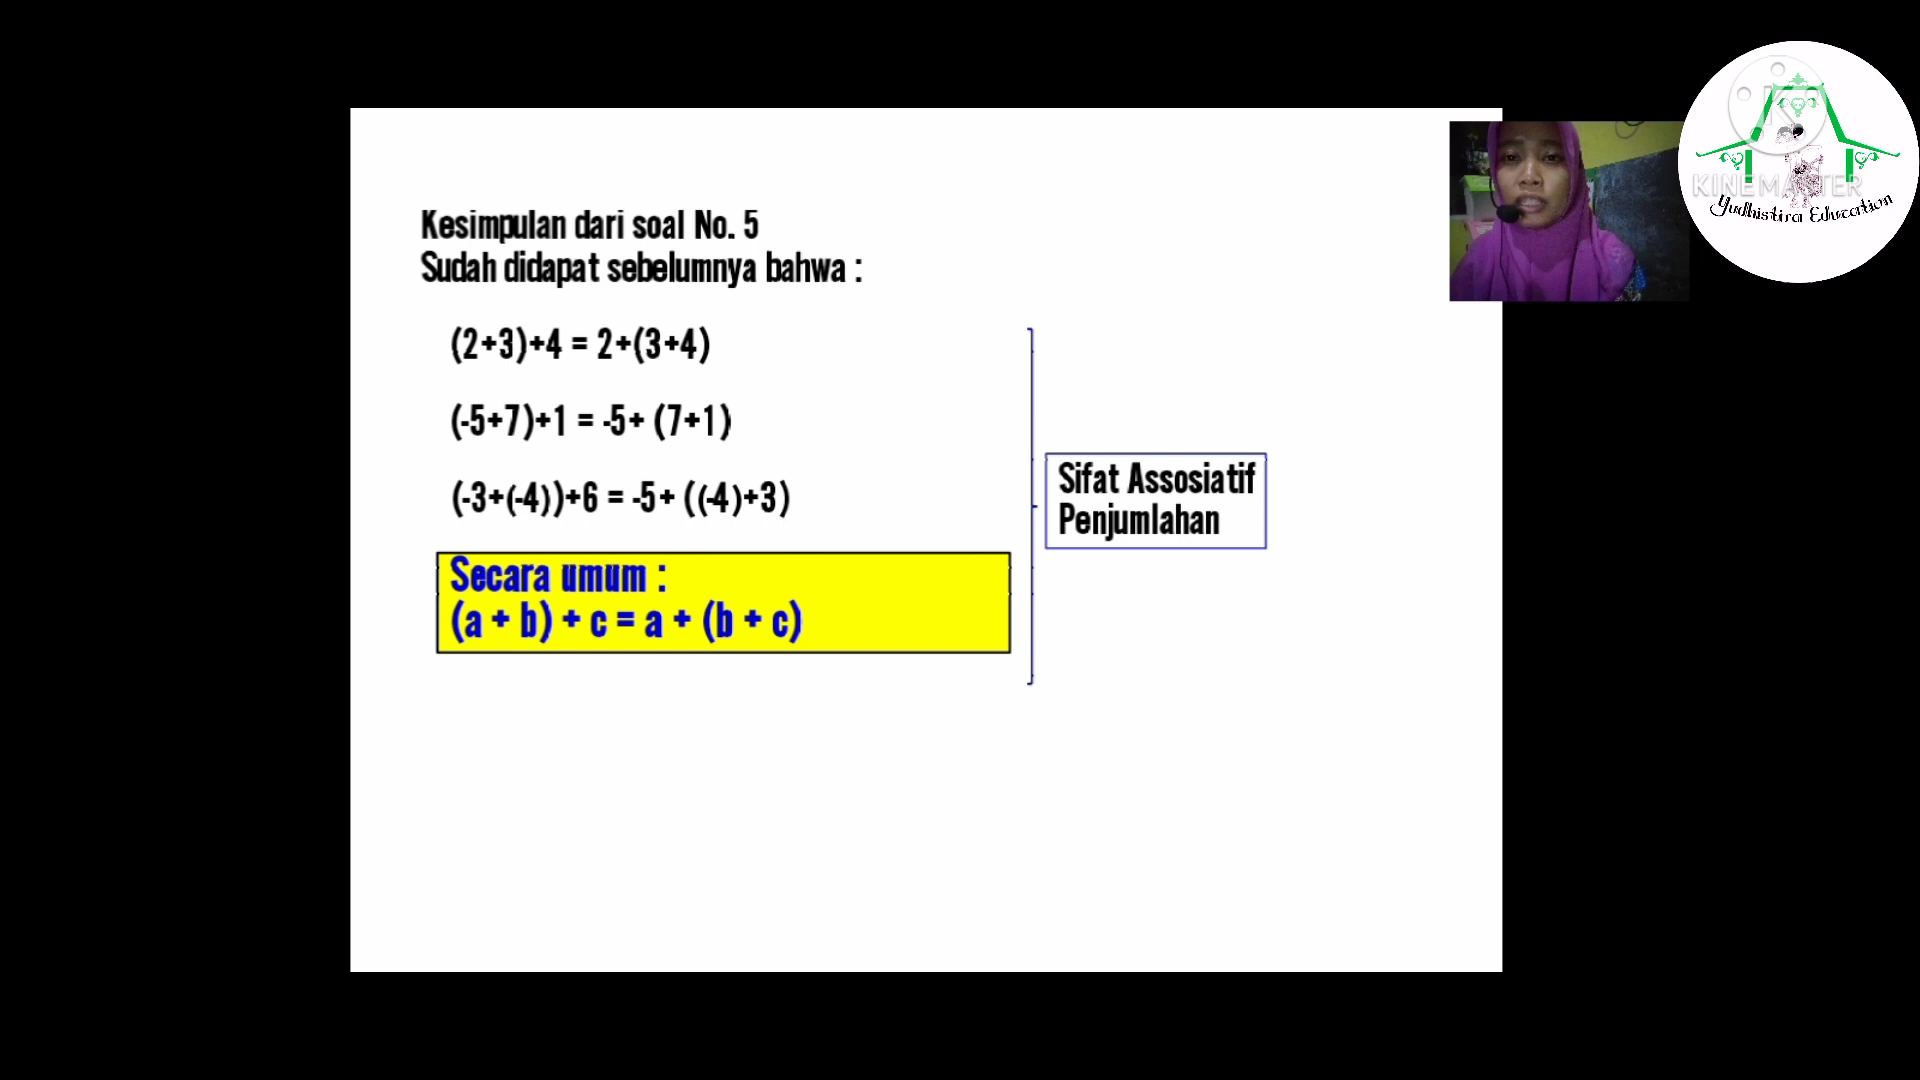 Kesimpulan dari soal No. 5
Sudah didapat sebelumnya bahwa :
(2+3)+4 = 2+(3+4)
(-5+7)+1 = -5+ (7+1)
(-3+(-4))+6 = -5+ ((-4)+3)
Secara umum :
(a + b) + c = a + (b + c)
Sifat Assosiatif
Penjumlahan
KINEMASTER
Yudhistira Education